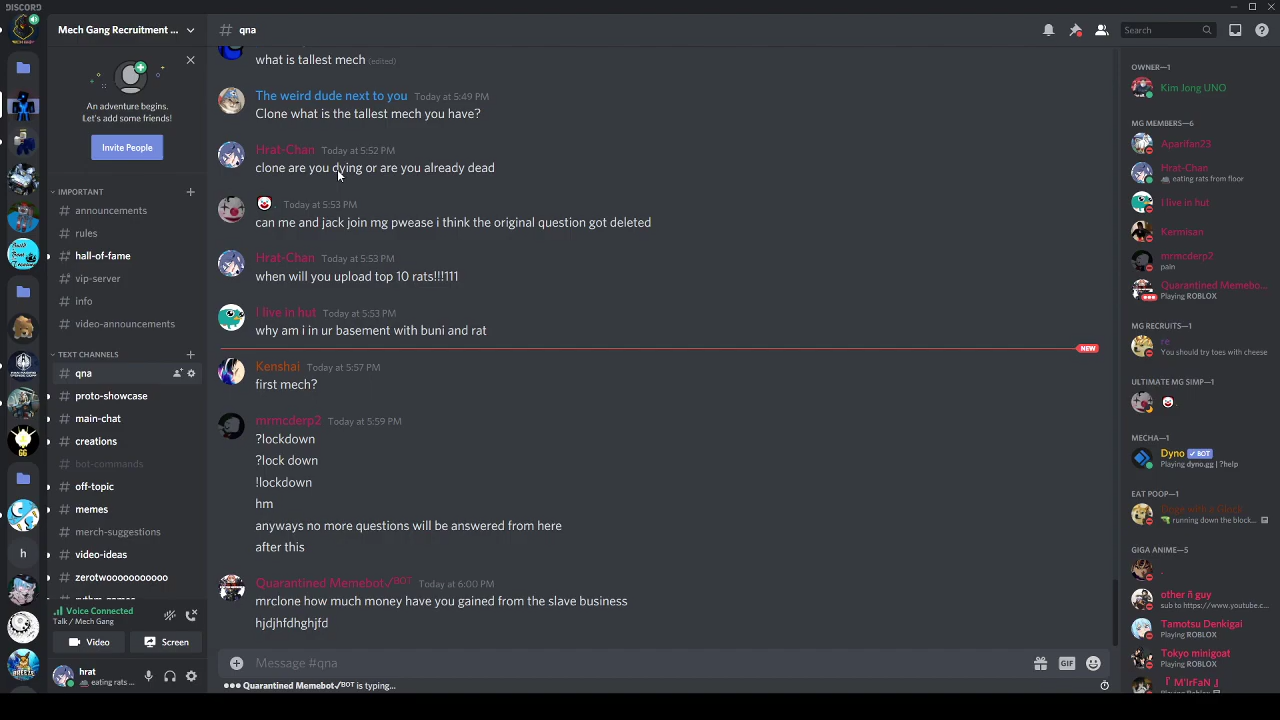 DISCORD
Mech Gang Recruitment ...
An adventure begins.
Let's add some friends!
Invite People
IMPORTANT
announcements
rules
hall-of-fame
vip-server
info
video-announcements
TEXT CHANNELS
qna
proto-showcase
main-chat
creations
bot-commands
off-topic
memes
merch-suggestions
video-ideas
zerotwooooooooooo
Voice Connected
Talk / Mech Gang
Video
Screen
hrat
eating rats ...
h
GG
# qna
Search
what is tallest mech (edited)
The weird dude next to you Today at 5:49 PM
Clone what is the tallest mech you have?
Hrat-Chan Today at 5:52 PM
clone are you dying or are you already dead
. Today at 5:53 PM
can me and jack join mg pwease i think the original question got deleted
Hrat-Chan Today at 5:53 PM
when will you upload top 10 rats!!!111
I live in hut Today at 5:53 PM
why am i in ur basement with buni and rat
NEW
Kenshai Today at 5:57 PM
first mech?
mrmcderp2 Today at 5:59 PM
?lockdown
?lock down
!lockdown
hm
anyways no more questions will be answered from here
after this
Quarantined Memebot✓ᴮᴼᵀ Today at 6:00 PM
mrclone how much money have you gained from the slave business
hjdjhfdhghjfd
Message #qna
GIF
Quarantined Memebot✓ᴮᴼᵀ is typing...
OWNER—1
Kim Jong UNO
MG MEMBERS—6
Aparifan23
Hrat-Chan
eating rats from floor
I live in hut
Kermisan
mrmcderp2
pain
Quarantined Memebo...
Playing ROBLOX
MG RECRUITS—1
re
You should try toes with cheese
ULTIMATE MG SIMP—1
.
MECHA—1
Dyno ✓ BOT
Playing dyno.gg | ?help
EAT POOP—1
running down the block...
GIGA ANIME—5
.
other ñ guy
sub to https://www.youtube.c...
Tamotsu Denkigai
Playing ROBLOX
Tokyo minigoat
Playing ROBLOX
『 M'IrFaN 』